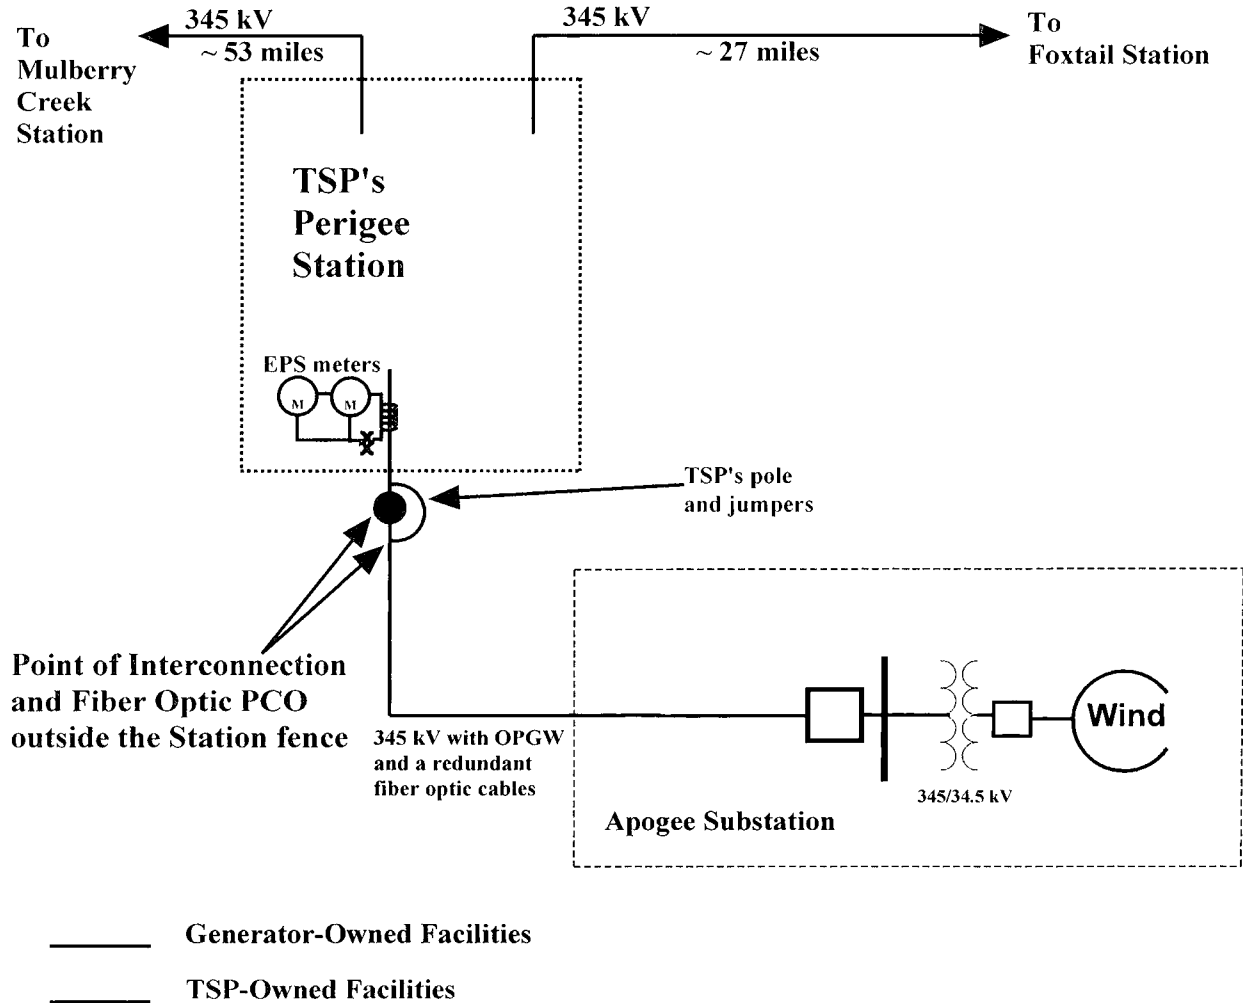 To
Mulberry
Creek
Station
345 kV
~ 53 miles
345 kV
~ 27 miles
To
Foxtail Station
TSP's
Perigee
Station
EPS meters
M
M
TSP's pole
and jumpers
Point of Interconnection
and Fiber Optic PCO
outside the Station fence
345 kV with OPGW
and a redundant
fiber optic cables
Wind
345/34.5 kV
Apogee Substation
Generator-Owned Facilities
TSP-Owned Facilities